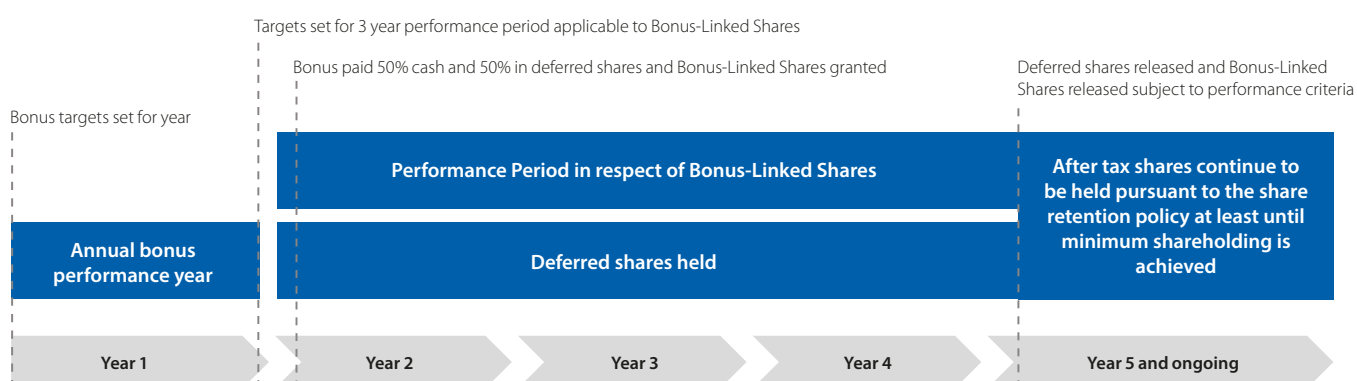 Targets set for 3 year performance period applicable to Bonus-Linked Shares
Bonus paid 50% cash and 50% in deferred shares and Bonus-Linked Shares granted
Deferred shares released and Bonus-Linked
Shares released subject to performance criteria
Bonus targets set for year
Performance Period in respect of Bonus-Linked Shares
After tax shares continue to
be held pursuant to the share
retention policy at least until
minimum shareholding is
achieved
Annual bonus
performance year
Deferred shares held
Year 1
Year 2
Year 3
Year 4
Year 5 and ongoing